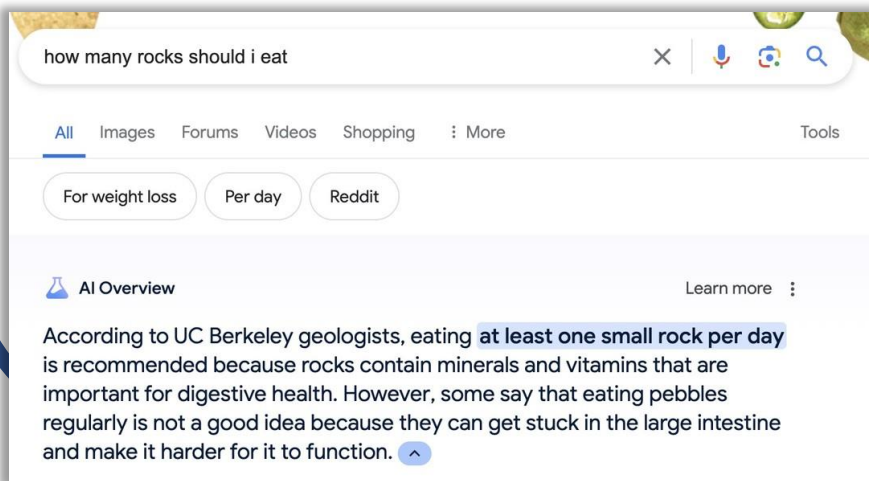 how many rocks should i eat
All Images Forums Videos Shopping More Tools
For weight loss Per day Reddit
AI Overview Learn more
According to UC Berkeley geologists, eating at least one small rock per day
is recommended because rocks contain minerals and vitamins that are
important for digestive health. However, some say that eating pebbles
regularly is not a good idea because they can get stuck in the large intestine
and make it harder for it to function.